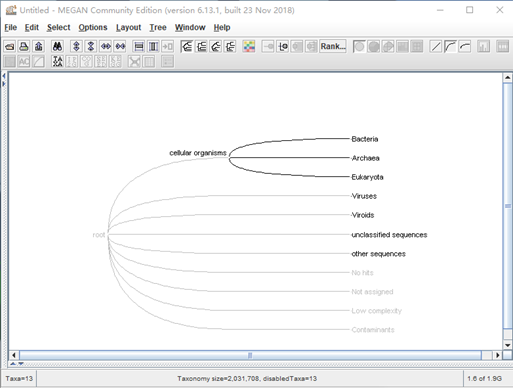 Untitled - MEGAN Community Edition (version 6.13.1, built 23 Nov 2018)
File Edit Select Options Layout Tree Window Help
Rank...
Bacteria
cellular organisms
Archaea
Eukaryota
Viruses
Viroids
root
unclassified sequences
other sequences
No hits
Not assigned
Low complexity
Contaminants
Taxa=13 Taxonomy size=2,031,708, disabledTaxa=13 1.6 of 1.9G